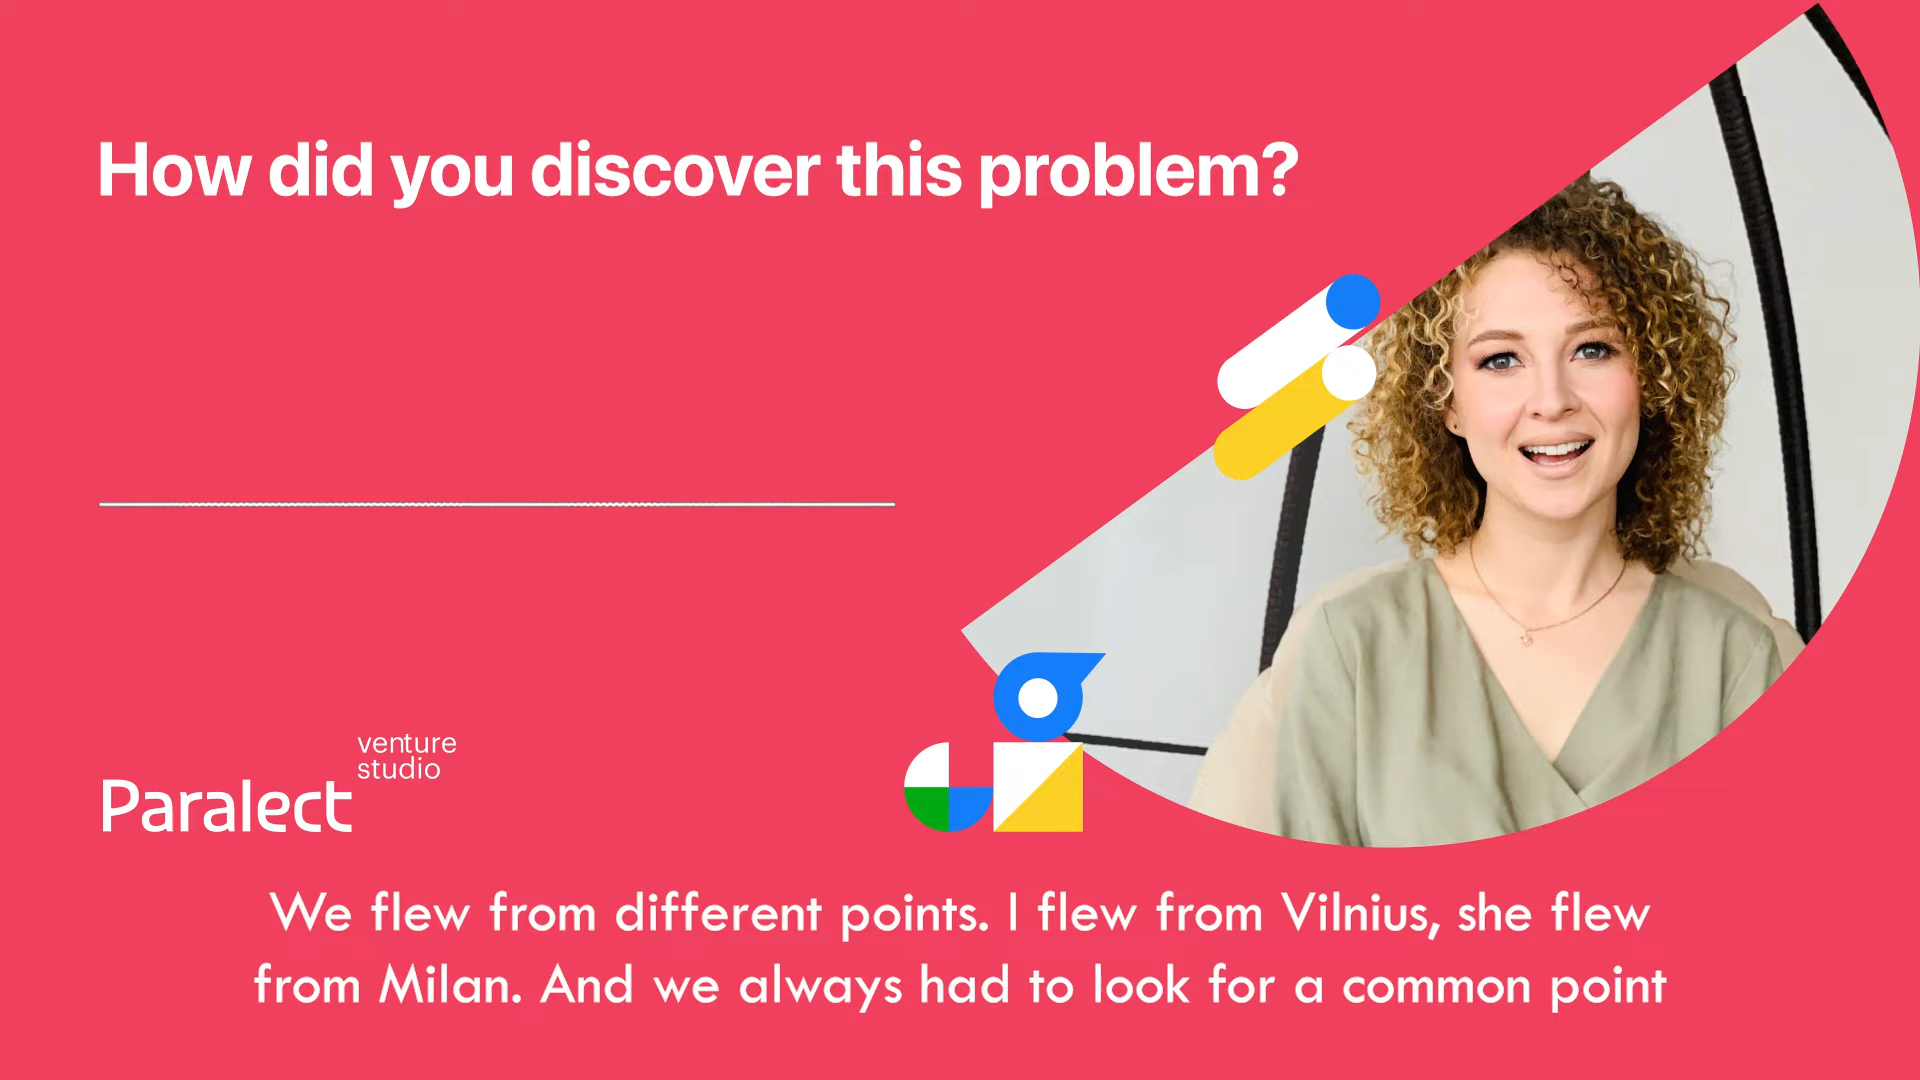 How did you discover this problem?
venture
studio
Paralect
We flew from different points. I flew from Vilnius, she flew
from Milan. And we always had to look for a common point